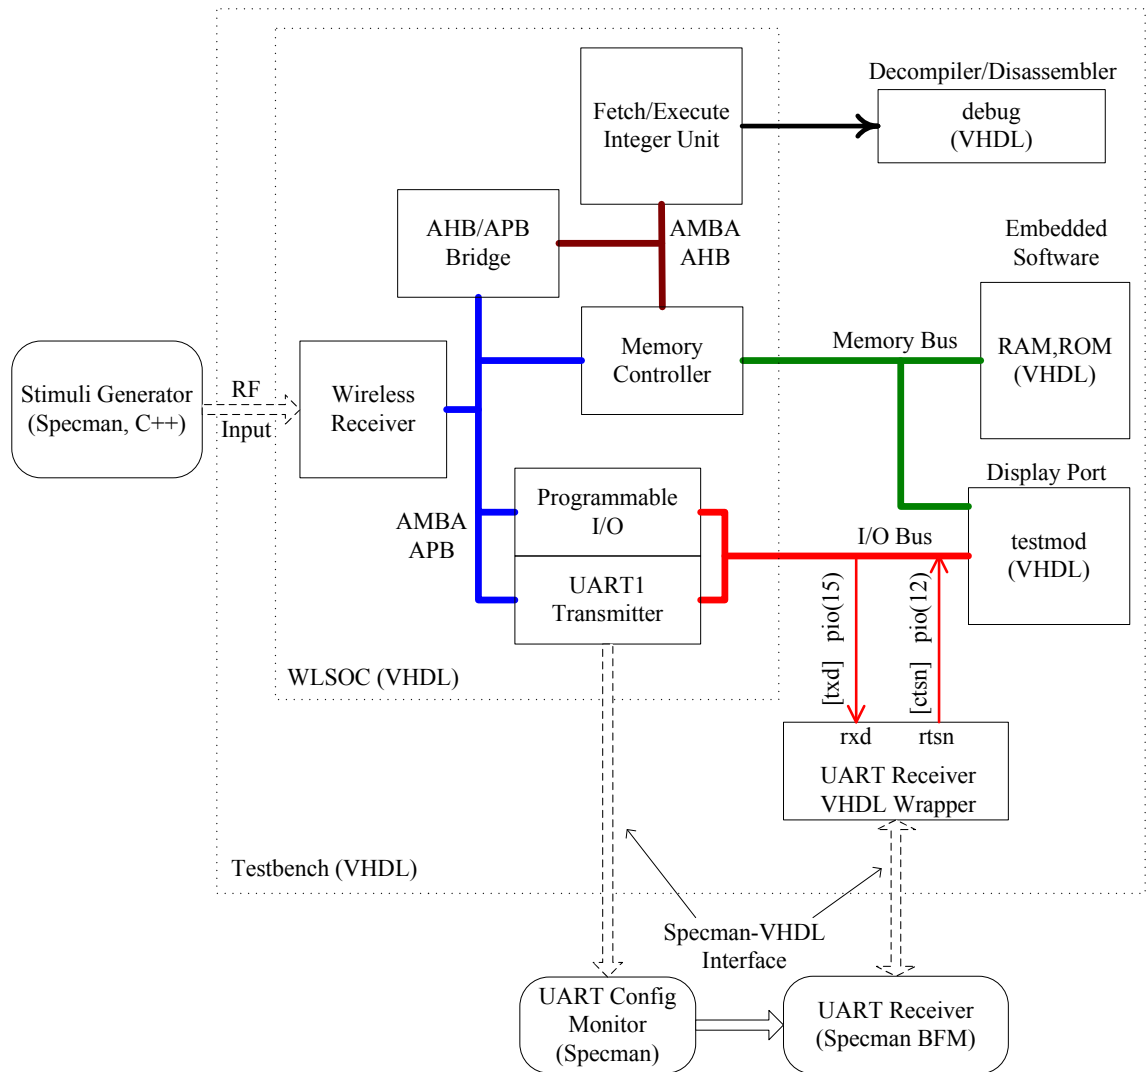 Decompiler/Disassembler
debug
(VHDL)
Fetch/Execute
Integer Unit
AHB/APB
Bridge
AMBA
AHB
Embedded
Software
RAM,ROM
(VHDL)
Memory Bus
Memory
Controller
Stimuli Generator
(Specman, C++)
RF
Input
Wireless
Receiver
Display Port
testmod
(VHDL)
Programmable
I/O
AMBA
APB
I/O Bus
UART1
Transmitter
[txd] pio(15)
[ctsn] pio(12)
WLSOC (VHDL)
rxd rtsn
UART Receiver
VHDL Wrapper
Testbench (VHDL)
Specman-VHDL
Interface
UART Config
Monitor
(Specman)
UART Receiver
(Specman BFM)